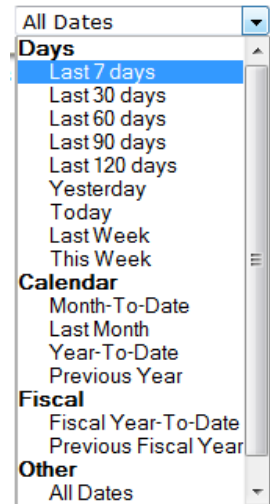 All Dates
Days
Last 7 days
Last 30 days
Last 60 days
Last 90 days
Last 120 days
Yesterday
Today
Last Week
This Week
Calendar
Month-To-Date
Last Month
Year-To-Date
Previous Year
Fiscal
Fiscal Year-To-Date
Previous Fiscal Year
Other
All Dates